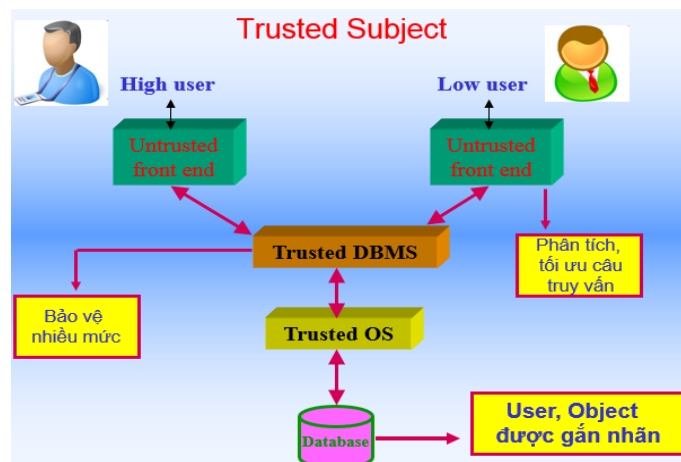 Trusted Subject
High user
Low user
Untrusted
front end
Untrusted
front end
Trusted DBMS
Phân tích,
tối ưu câu
truy vấn
Bảo vệ
nhiều mức
Trusted OS
Database
User, Object
được gắn nhãn